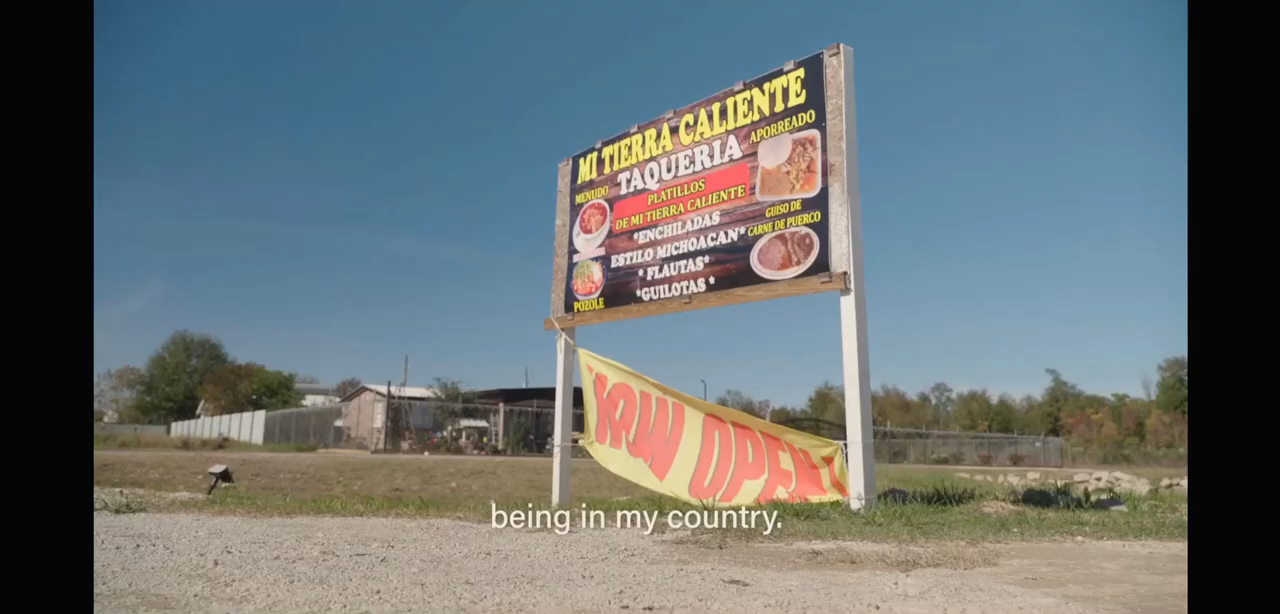 MI TIERRA CALIENTE
TAQUERIA
APORREADO
MENUDO
PLATILLOS
DE MI TIERRA CALIENTE
*ENCHILADAS
ESTILO MICHOACAN*
GUISO DE
CARNE DE PUERCO
* FLAUTAS*
*GUILOTAS *
POZOLE
NOW OPEN!
being in my country.